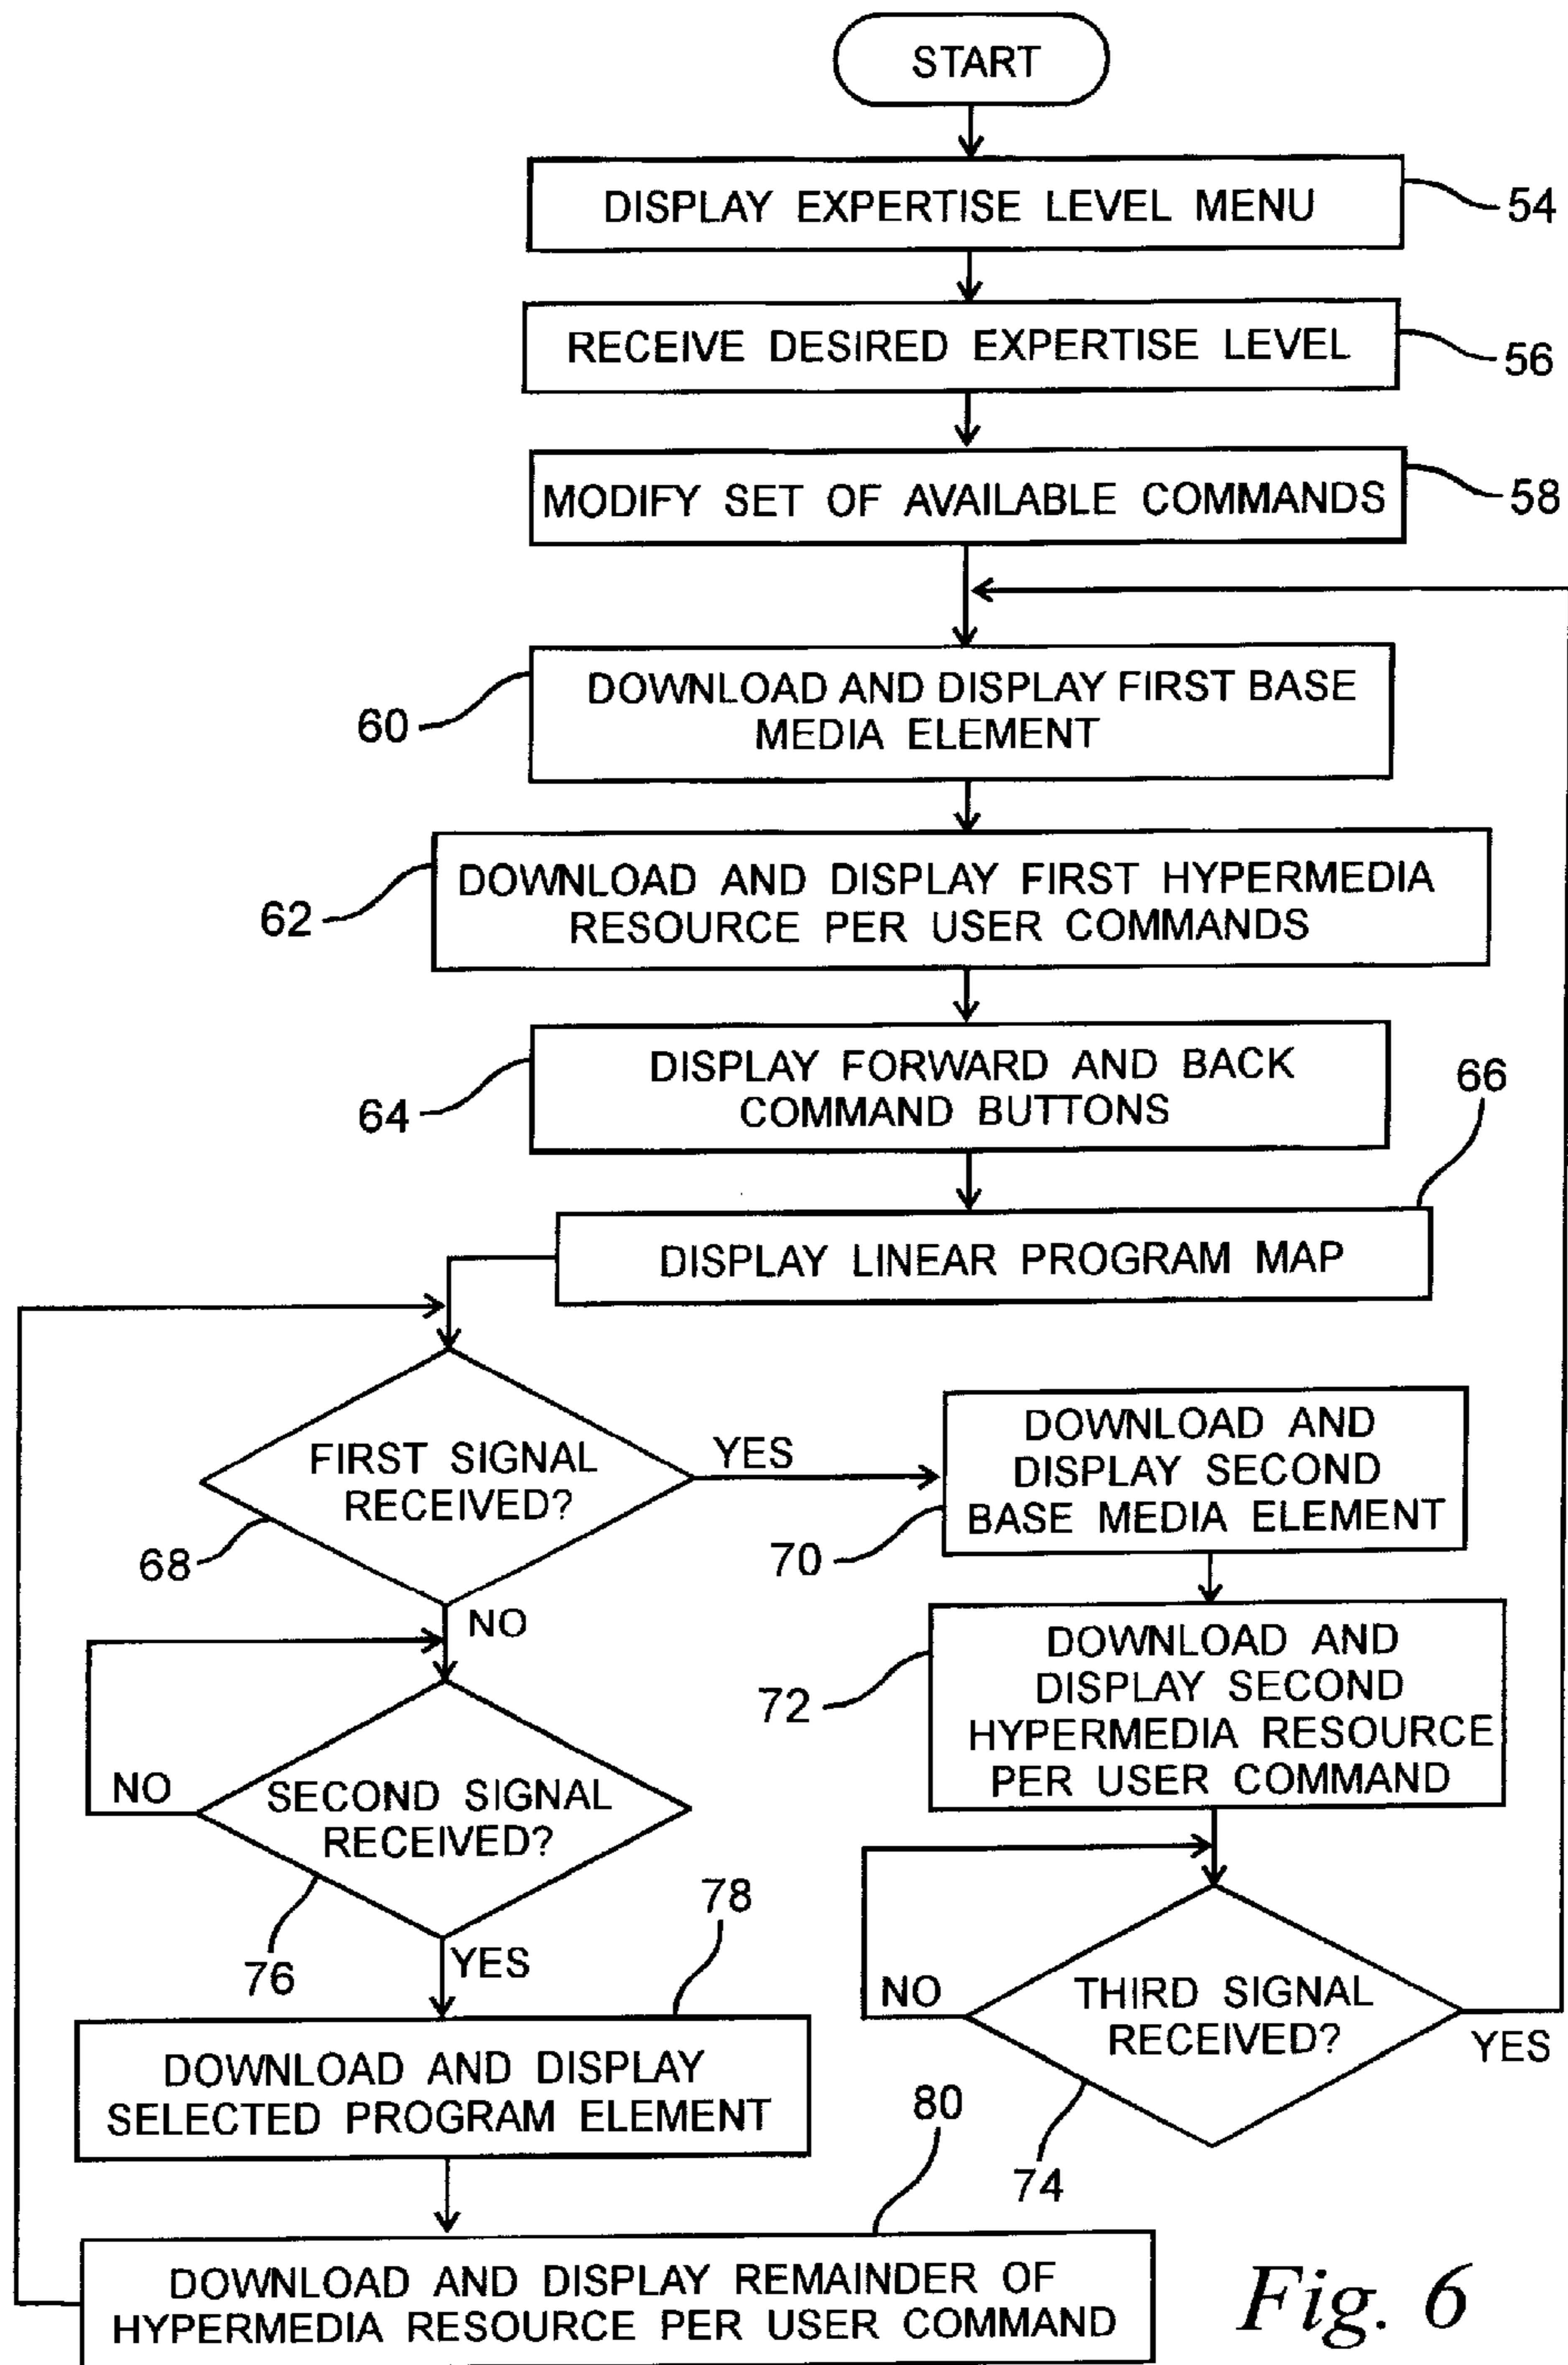 START
DISPLAY EXPERTISE LEVEL MENU
54
RECEIVE DESIRED EXPERTISE LEVEL
56
MODIFY SET OF AVAILABLE COMMANDS
58
DOWNLOAD AND DISPLAY FIRST BASE
MEDIA ELEMENT
60
DOWNLOAD AND DISPLAY FIRST HYPERMEDIA
RESOURCE PER USER COMMANDS
62
DISPLAY FORWARD AND BACK
COMMAND BUTTONS
64
66
DISPLAY LINEAR PROGRAM MAP
FIRST SIGNAL
RECEIVED?
68
YES
NO
DOWNLOAD AND
DISPLAY SECOND
BASE MEDIA ELEMENT
70
DOWNLOAD AND
DISPLAY SECOND
HYPERMEDIA RESOURCE
PER USER COMMAND
72
SECOND SIGNAL
RECEIVED?
NO
76
YES
THIRD SIGNAL
RECEIVED?
NO
YES
74
78
DOWNLOAD AND DISPLAY
SELECTED PROGRAM ELEMENT
80
DOWNLOAD AND DISPLAY REMAINDER OF
HYPERMEDIA RESOURCE PER USER COMMAND
Fig. 6